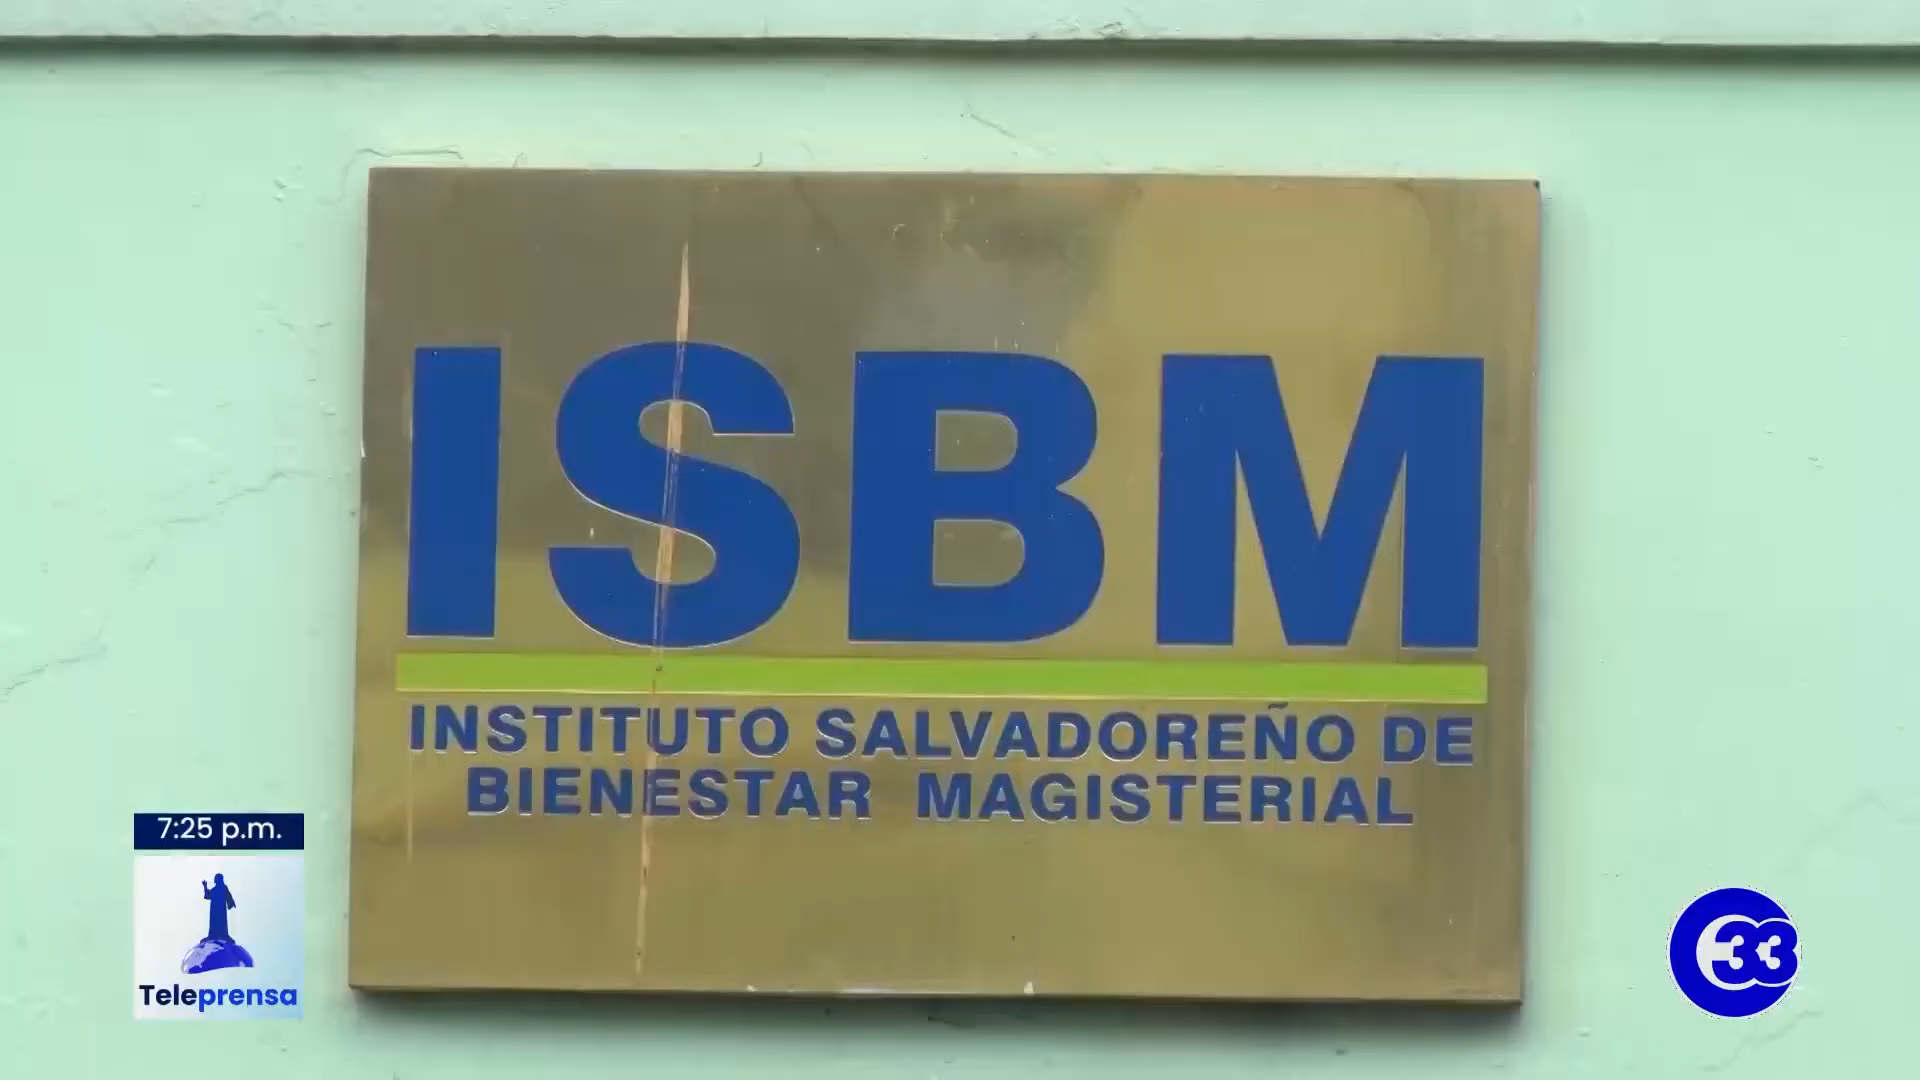 ISBM
INSTITUTO SALVADOREÑO DE
BIENESTAR MAGISTERIAL
7:25 p.m.
Teleprensa
33